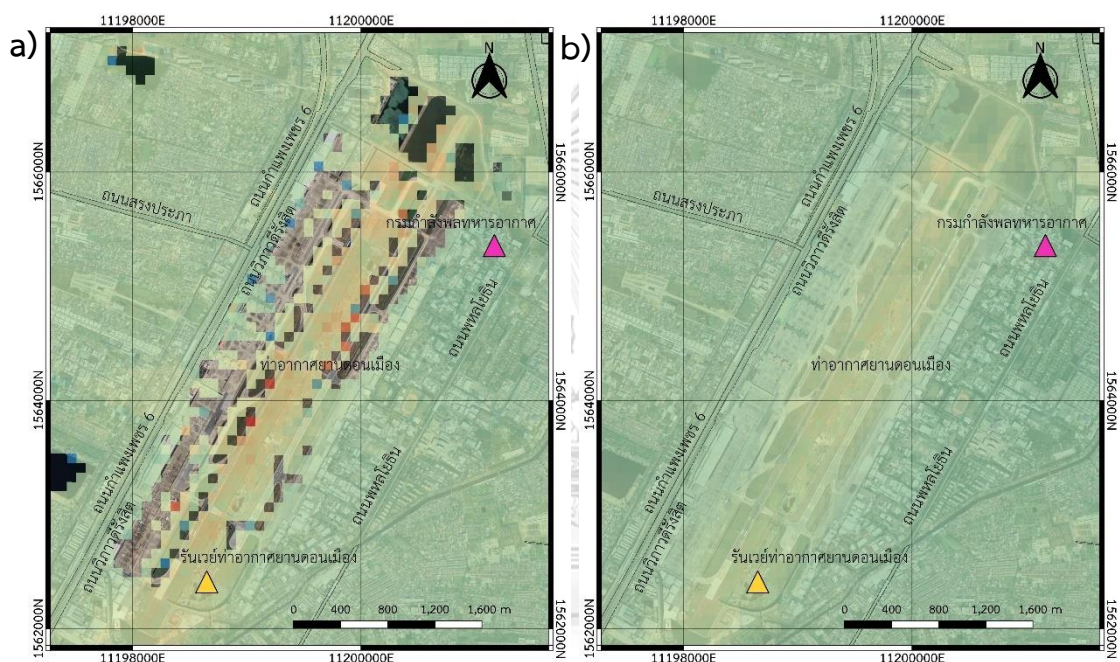 a)
11198000E
11200000E
N
1566000N
1564000N
1562000N
ถนนกำแพงเพชร 6
ถนนสรงประภา
ถนนวิภาวดีรังสิต
กรมกำลังพลทหารอากาศ
ถนนพหลโยธิน
ท่าอากาศยานดอนเมือง
ถนนกำแพงเพชร 6
ถนนวิภาวดีรังสิต
ถนนพหลโยธิน
รันเวย์ท่าอากาศยานดอนเมือง
0 400 800 1,200 1,600 m
1566000N
1564000N
1562000N
11198000E
11200000E
b)
11198000E
11200000E
N
1566000N
1564000N
1562000N
ถนนกำแพงเพชร 6
ถนนสรงประภา
ถนนวิภาวดีรังสิต
กรมกำลังพลทหารอากาศ
ถนนพหลโยธิน
ท่าอากาศยานดอนเมือง
ถนนกำแพงเพชร 6
ถนนวิภาวดีรังสิต
ถนนพหลโยธิน
รันเวย์ท่าอากาศยานดอนเมือง
0 400 800 1,200 1,600 m
1566000N
1564000N
1562000N
11198000E
11200000E